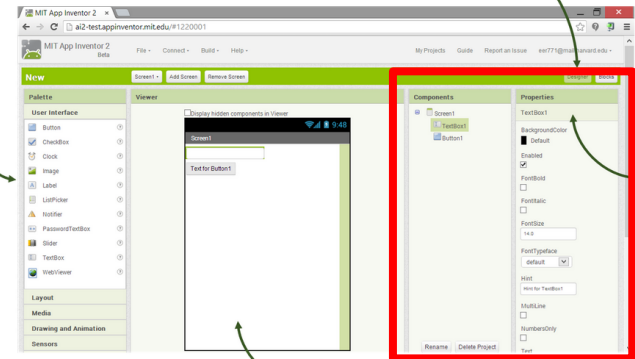 MIT App Inventor 2
ai2-test.appinventor.mit.edu/#1220001
MIT App Inventor 2
Beta
File Connect Build Help
My Projects Guide Report an Issue
New
Screen1 Add Screen Remove Screen
Designer Blocks
Palette
User Interface
Button
CheckBox
Clock
Image
Label
ListPicker
Notifier
PasswordTextBox
Slider
TextBox
WebViewer
Layout
Media
Drawing and Animation
Sensors
Viewer
Display hidden components in Viewer
9:48
Screen1
Text for Button1
Components
Screen1
TextBox1
Button1
Rename Delete Project
Properties
TextBox1
BackgroundColor
Default
Enabled
FontBold
FontItalic
FontSize
14.0
FontTypeface
default
Hint
Hint for TextBox1
MultiLine
NumbersOnly
Text